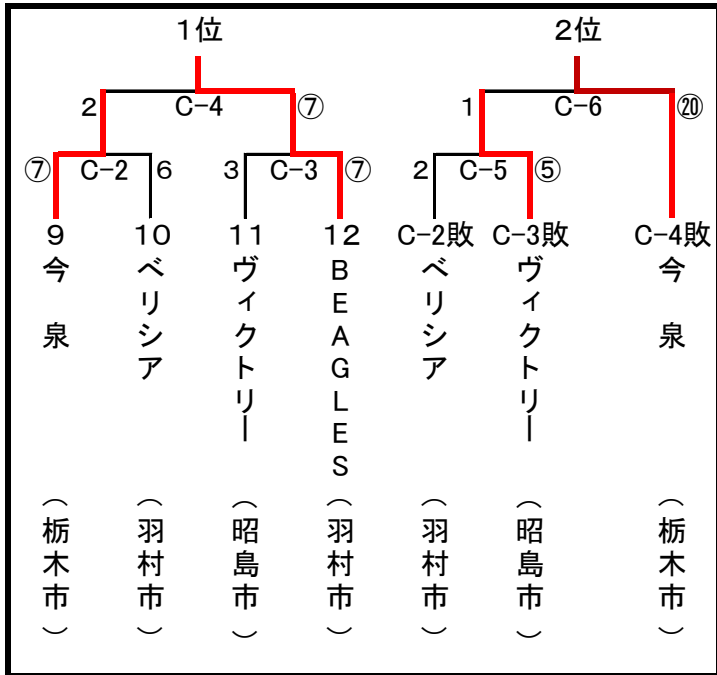 1位 2位
2 C-4 ⑦ 1 C-6 ⑳
⑦ C-2 6 3 C-3 ⑦ 2 C-5 ⑤
9 10 11 12 C-2敗 C-3敗 C-4敗
今泉
ベリシア
ヴィクトリー
BEAGLES
ベリシア
ヴィクトリー
今泉
(栃木市)
(羽村市)
(昭島市)
(羽村市)
(羽村市)
(昭島市)
(栃木市)